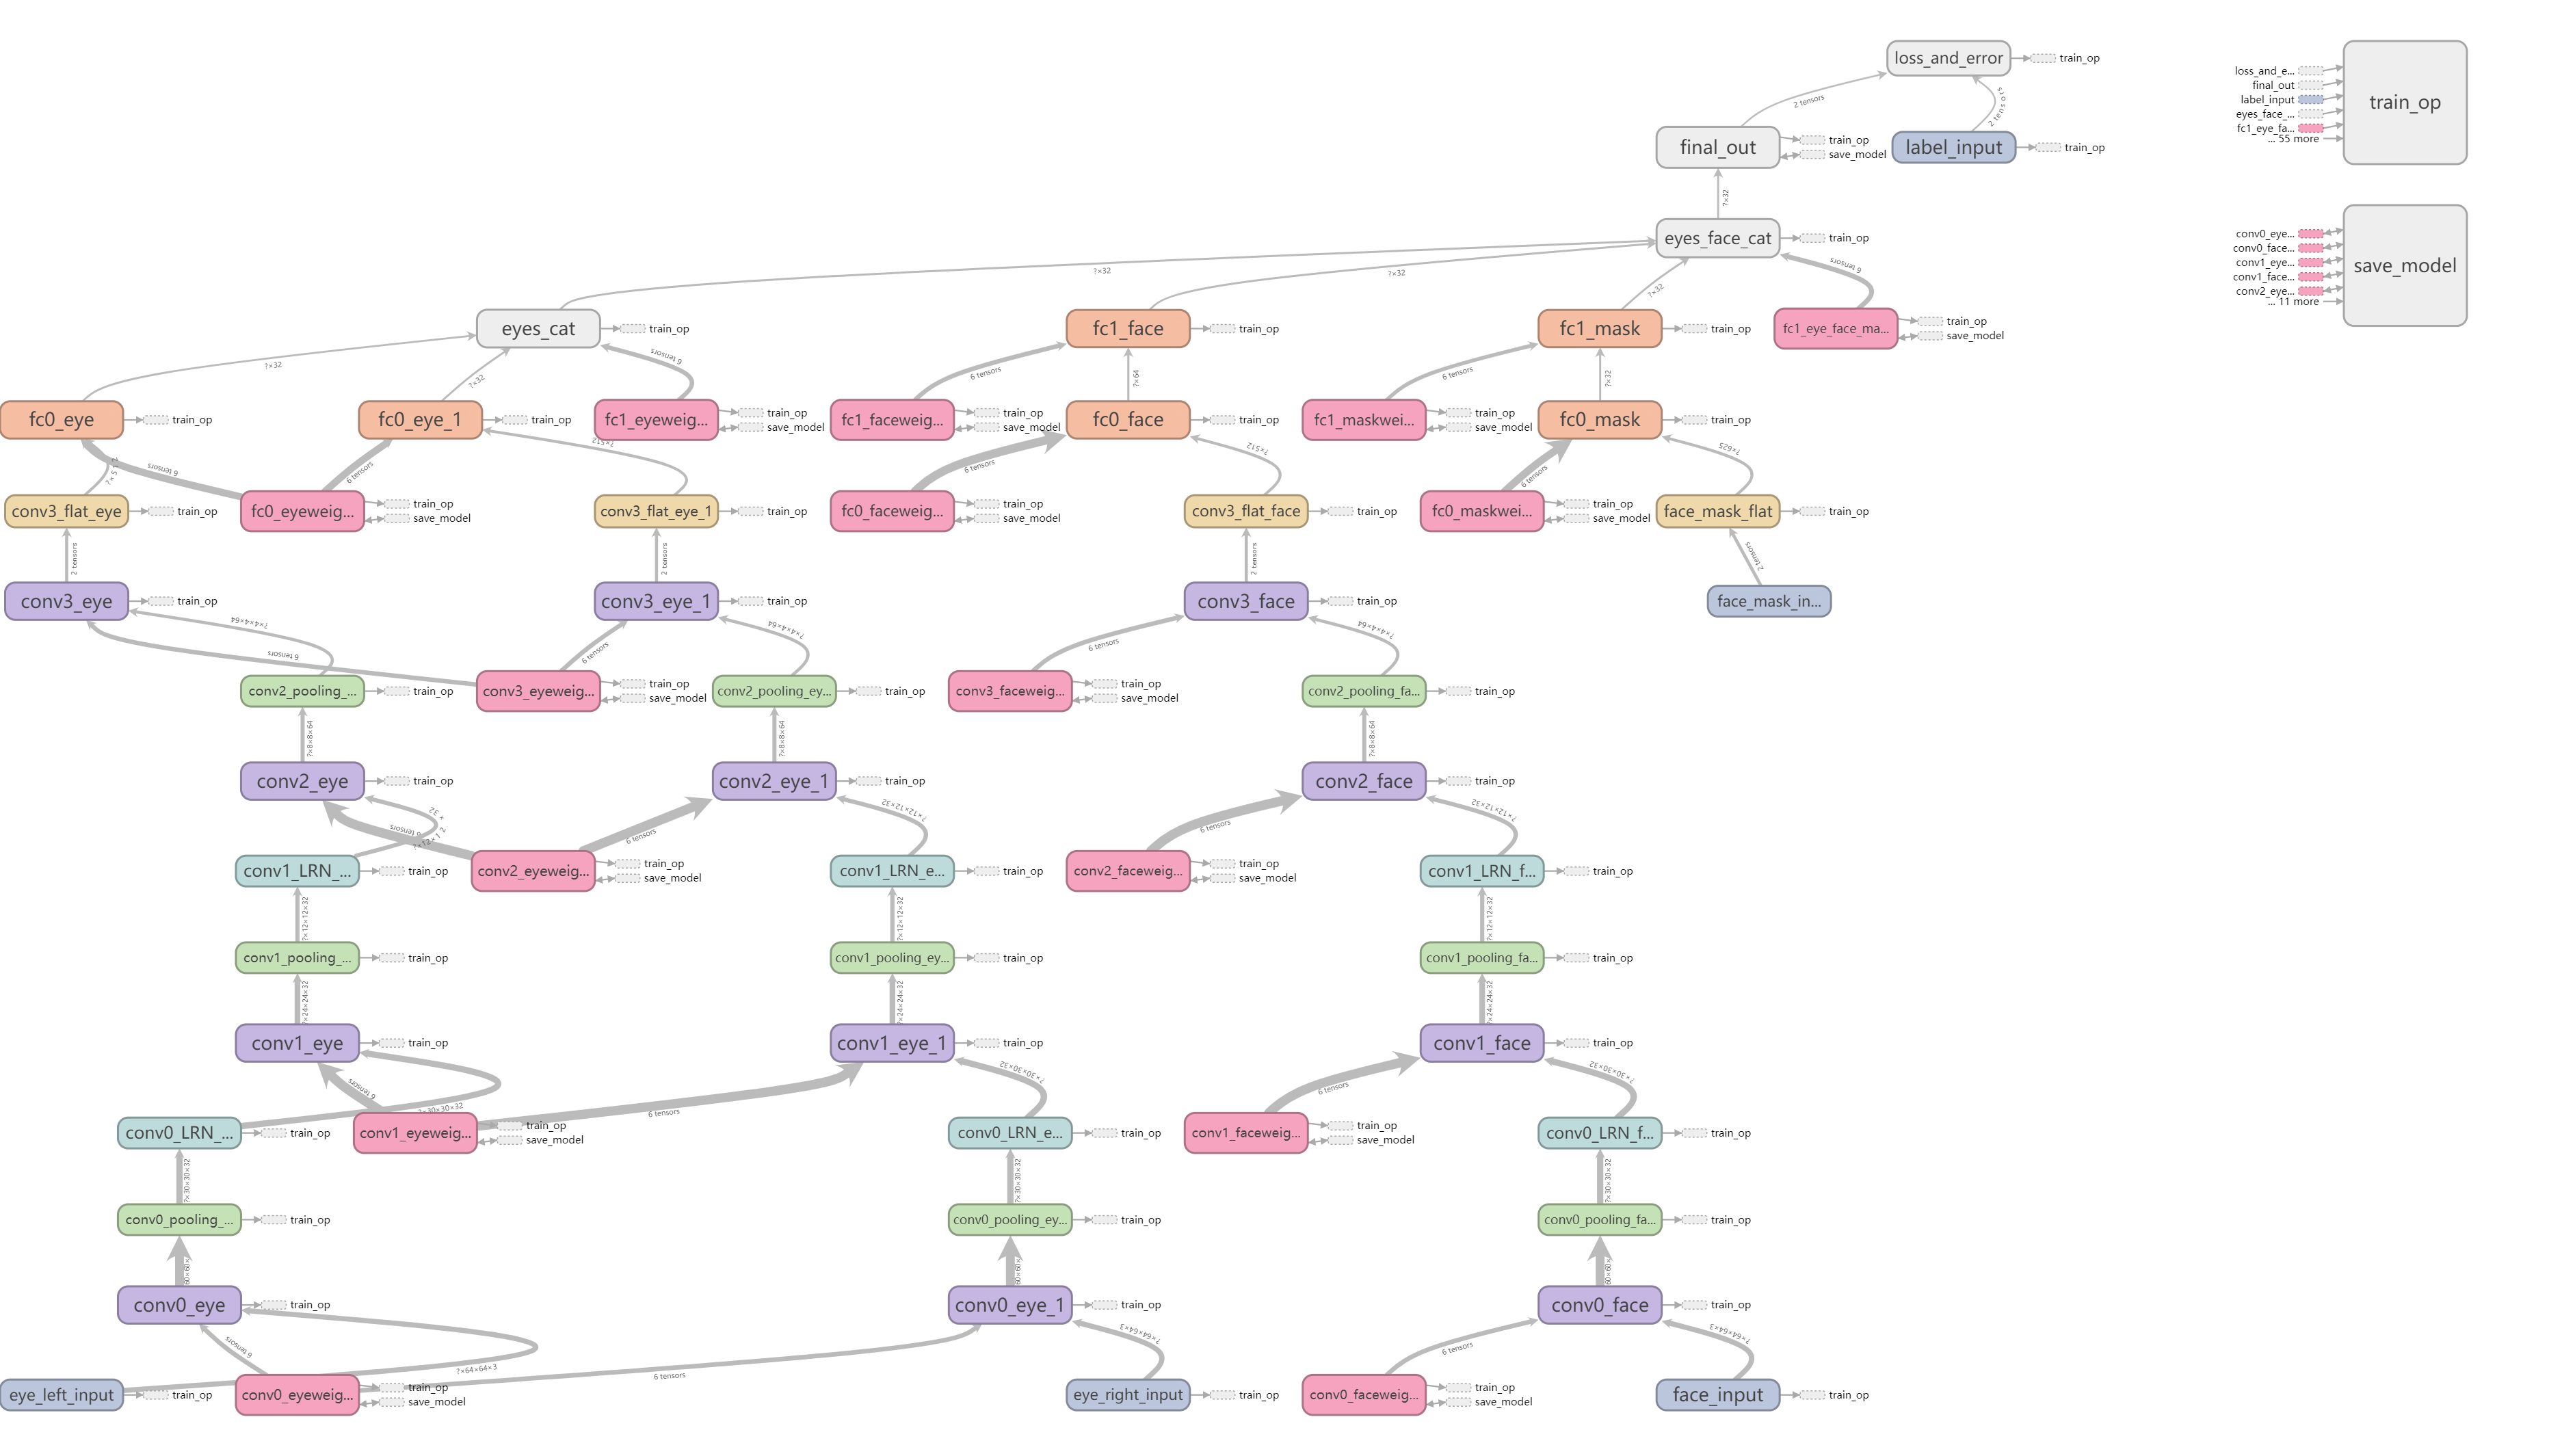 loss_and_error
train_op
loss_and_e...
final_out
label_input
eyes_face_...
fc1_eye_fa...
... 55 more
train_op
2 tensors
2 tensors
final_out
train_op
save_model
label_input
train_op
?×32
conv0_eye...
conv0_face...
conv1_eye...
conv1_face...
conv2_eye...
... 11 more
save_model
eyes_face_cat
train_op
?×32
?×32
?×32
6 tensors
eyes_cat
train_op
fc1_face
train_op
fc1_mask
train_op
fc1_eye_face_ma...
train_op
save_model
?×32
?×32
6 tensors
6 tensors
?×64
6 tensors
?×32
fc0_eye
train_op
fc0_eye_1
train_op
fc1_eyeweig...
train_op
save_model
fc1_faceweig...
train_op
save_model
fc0_face
train_op
fc1_maskwei...
train_op
save_model
fc0_mask
train_op
6 tensors
6 tensors
?×512
6 tensors
?×512
6 tensors
?×625
conv3_flat_eye
train_op
fc0_eyeweig...
train_op
save_model
conv3_flat_eye_1
train_op
fc0_faceweig...
train_op
save_model
conv3_flat_face
train_op
fc0_maskwei...
train_op
save_model
face_mask_flat
train_op
2 tensors
2 tensors
2 tensors
2 tensors
conv3_eye
train_op
conv3_eye_1
train_op
conv3_face
train_op
face_mask_in...
?×4×4×64
6 tensors
6 tensors
?×4×4×64
6 tensors
?×4×4×64
conv2_pooling_...
train_op
conv3_eyeweig...
train_op
save_model
conv2_pooling_ey...
train_op
conv3_faceweig...
train_op
save_model
conv2_pooling_fa...
train_op
?×8×8×64
?×8×8×64
?×8×8×64
conv2_eye
train_op
conv2_eye_1
train_op
conv2_face
train_op
6 tensors
6 tensors
?×12×12×32
6 tensors
?×12×12×32
conv1_LRN_...
train_op
conv2_eyeweig...
train_op
save_model
conv1_LRN_e...
train_op
conv2_faceweig...
train_op
save_model
conv1_LRN_f...
train_op
?×12×12×32
?×12×12×32
?×12×12×32
conv1_pooling_...
train_op
conv1_pooling_ey...
train_op
conv1_pooling_fa...
train_op
?×24×24×32
?×24×24×32
?×24×24×32
conv1_eye
train_op
conv1_eye_1
train_op
conv1_face
train_op
6 tensors
?×30×30×32
6 tensors
?×30×30×32
6 tensors
?×30×30×32
conv0_LRN_...
train_op
conv1_eyeweig...
train_op
save_model
conv0_LRN_e...
train_op
conv1_faceweig...
train_op
save_model
conv0_LRN_f...
train_op
?×30×30×32
?×30×30×32
?×30×30×32
conv0_pooling_...
train_op
conv0_pooling_ey...
train_op
conv0_pooling_fa...
train_op
60×60×
60×60×
60×60×
conv0_eye
train_op
conv0_eye_1
train_op
conv0_face
train_op
6 tensors
?×64×64×3
6 tensors
?×64×64×3
6 tensors
?×64×64×3
eye_left_input
train_op
conv0_eyeweig...
train_op
save_model
eye_right_input
train_op
conv0_faceweig...
train_op
save_model
face_input
train_op